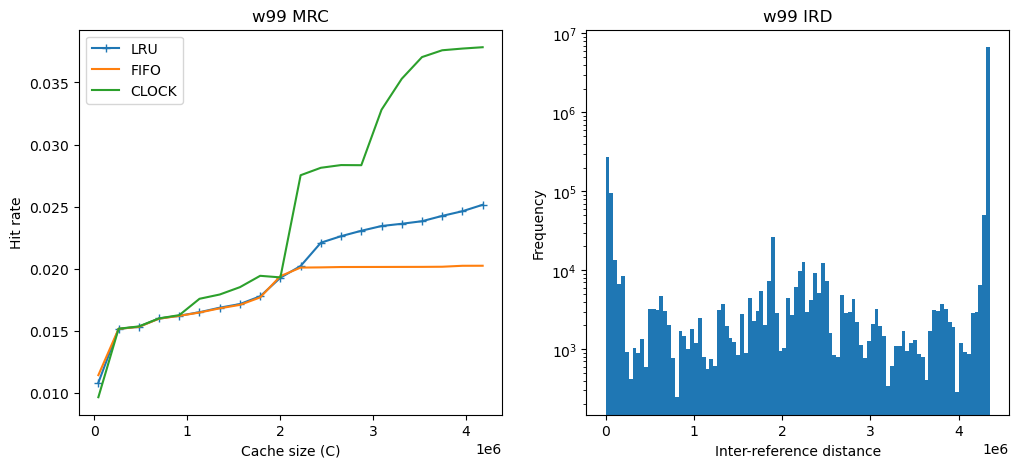 w99 MRC
LRU
FIFO
CLOCK
0.035
0.030
0.025
0.020
0.015
0.010
Hit rate
0 1 2 3 4
1e6
Cache size (C)
w99 IRD
10^7
10^6
10^5
10^4
10^3
Frequency
0 1 2 3 4
1e6
Inter-reference distance